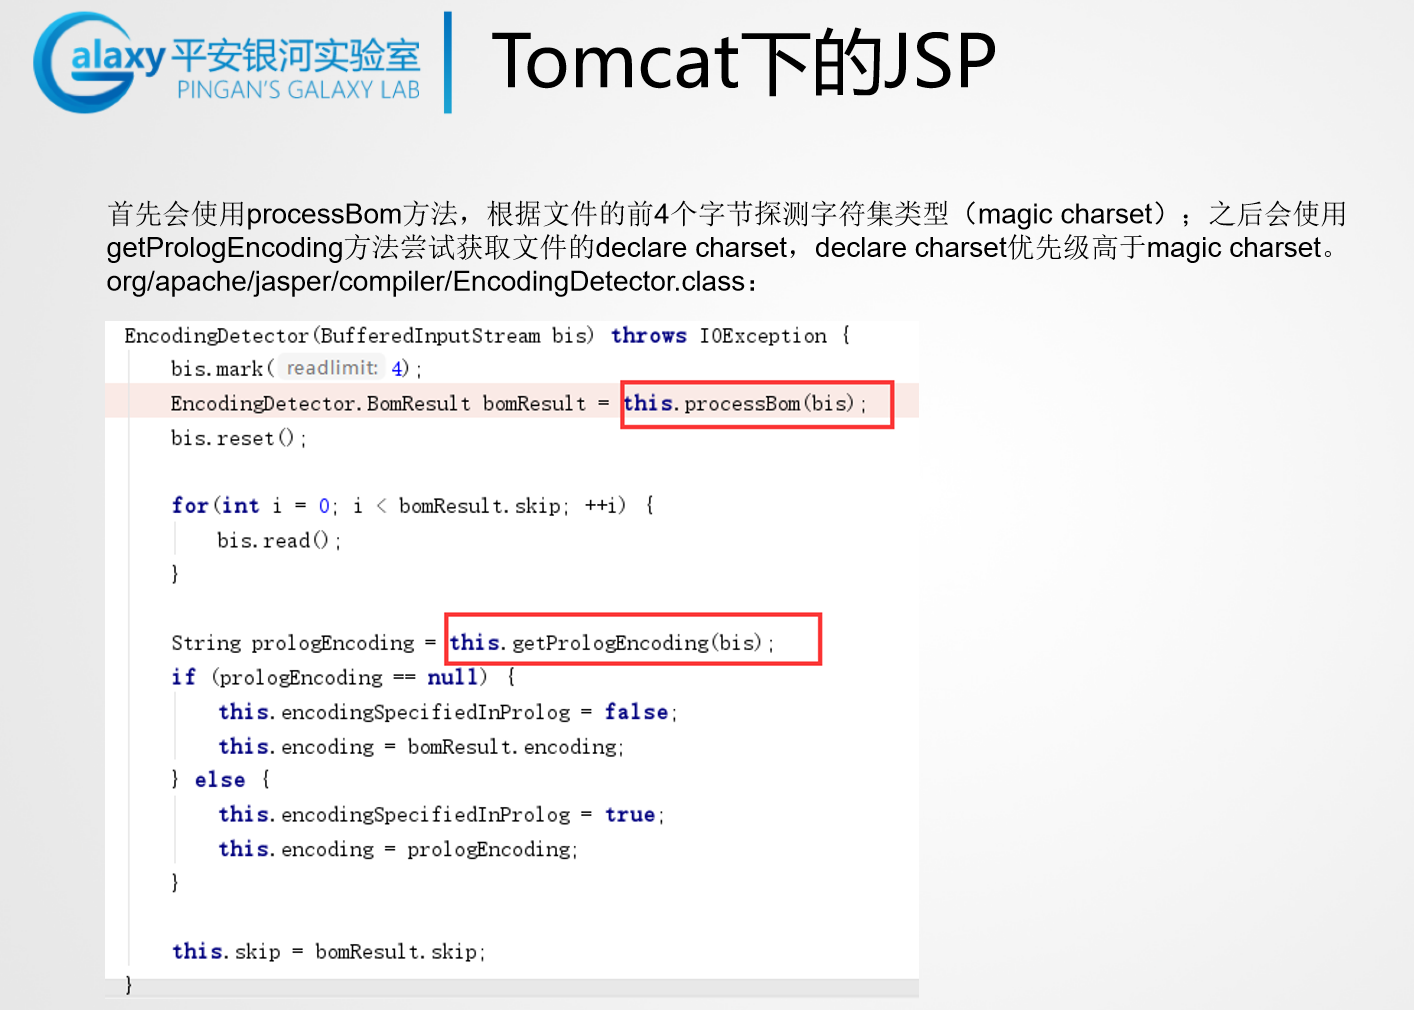 Galaxy 平安银河实验室
PINGAN'S GALAXY LAB
Tomcat下的JSP
首先会使用processBom方法，根据文件的前4个字节探测字符集类型（magic charset）；之后会使用
getPrologEncoding方法尝试获取文件的declare charset，declare charset优先级高于magic charset。
org/apache/jasper/compiler/EncodingDetector.class：
EncodingDetector(BufferedInputStream bis) throws IOException {
bis.mark( readlimit: 4);
EncodingDetector.BomResult bomResult = this.processBom(bis);
bis.reset();
for(int i = 0; i < bomResult.skip; ++i) {
bis.read();
}
String prologEncoding = this.getPrologEncoding(bis);
if (prologEncoding == null) {
this.encodingSpecifiedInProlog = false;
this.encoding = bomResult.encoding;
} else {
this.encodingSpecifiedInProlog = true;
this.encoding = prologEncoding;
}
this.skip = bomResult.skip;
}